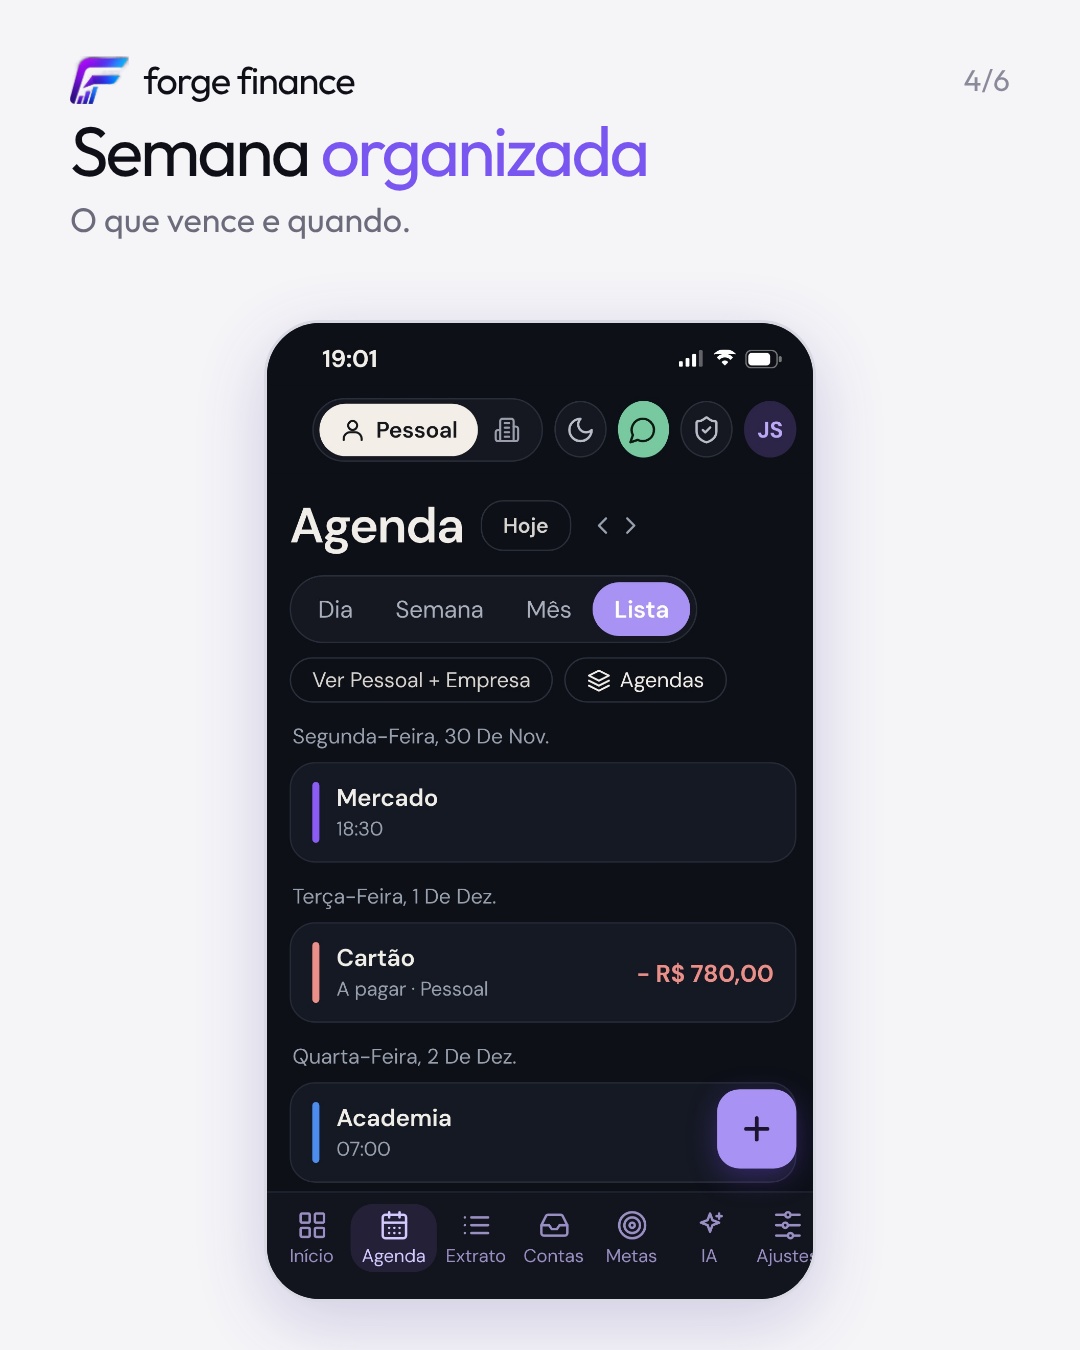 forge finance
4/6
Semana organizada
O que vence e quando.
19:01
Pessoal
JS
Agenda
Hoje
Dia
Semana
Mês
Lista
Ver Pessoal + Empresa
Agendas
Segunda-Feira, 30 De Nov.
Mercado
18:30
Terça-Feira, 1 De Dez.
Cartão
A pagar · Pessoal
- R$ 780,00
Quarta-Feira, 2 De Dez.
Academia
07:00
Início
Agenda
Extrato
Contas
Metas
IA
Ajustes